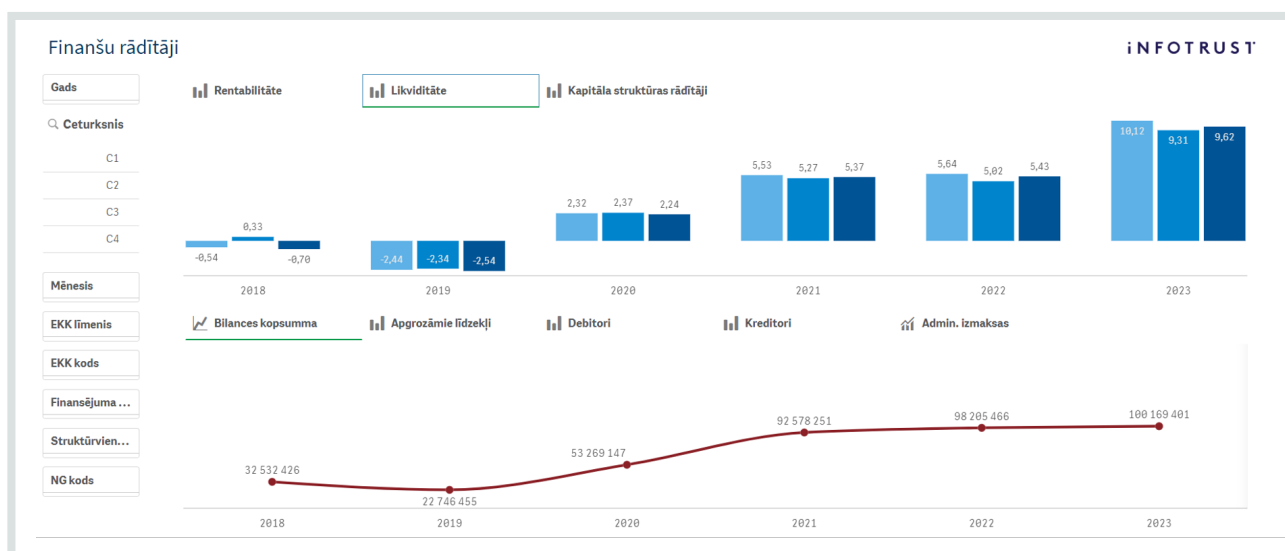 Finanšu rādītāji
iNFOTRUST
Gads
Rentabilitāte
Likviditāte
Kapitāla struktūras rādītāji
Ceturksnis
C1
C2
C3
C4
Mēnesis
EKK līmenis
EKK kods
Finansējuma ...
Struktūrvien...
NG kods
-0,54 0,33 -0,70
-2,44 -2,34 -2,54
2,32 2,37 2,24
5,53 5,27 5,37
5,64 5,02 5,43
10,12 9,31 9,62
2018 2019 2020 2021 2022 2023
Bilances kopsumma
Apgrozāmie līdzekļi
Debitori
Kreditori
Admin. izmaksas
32 532 426
22 746 455
53 269 147
92 578 251
98 205 466
100 169 401
2018 2019 2020 2021 2022 2023